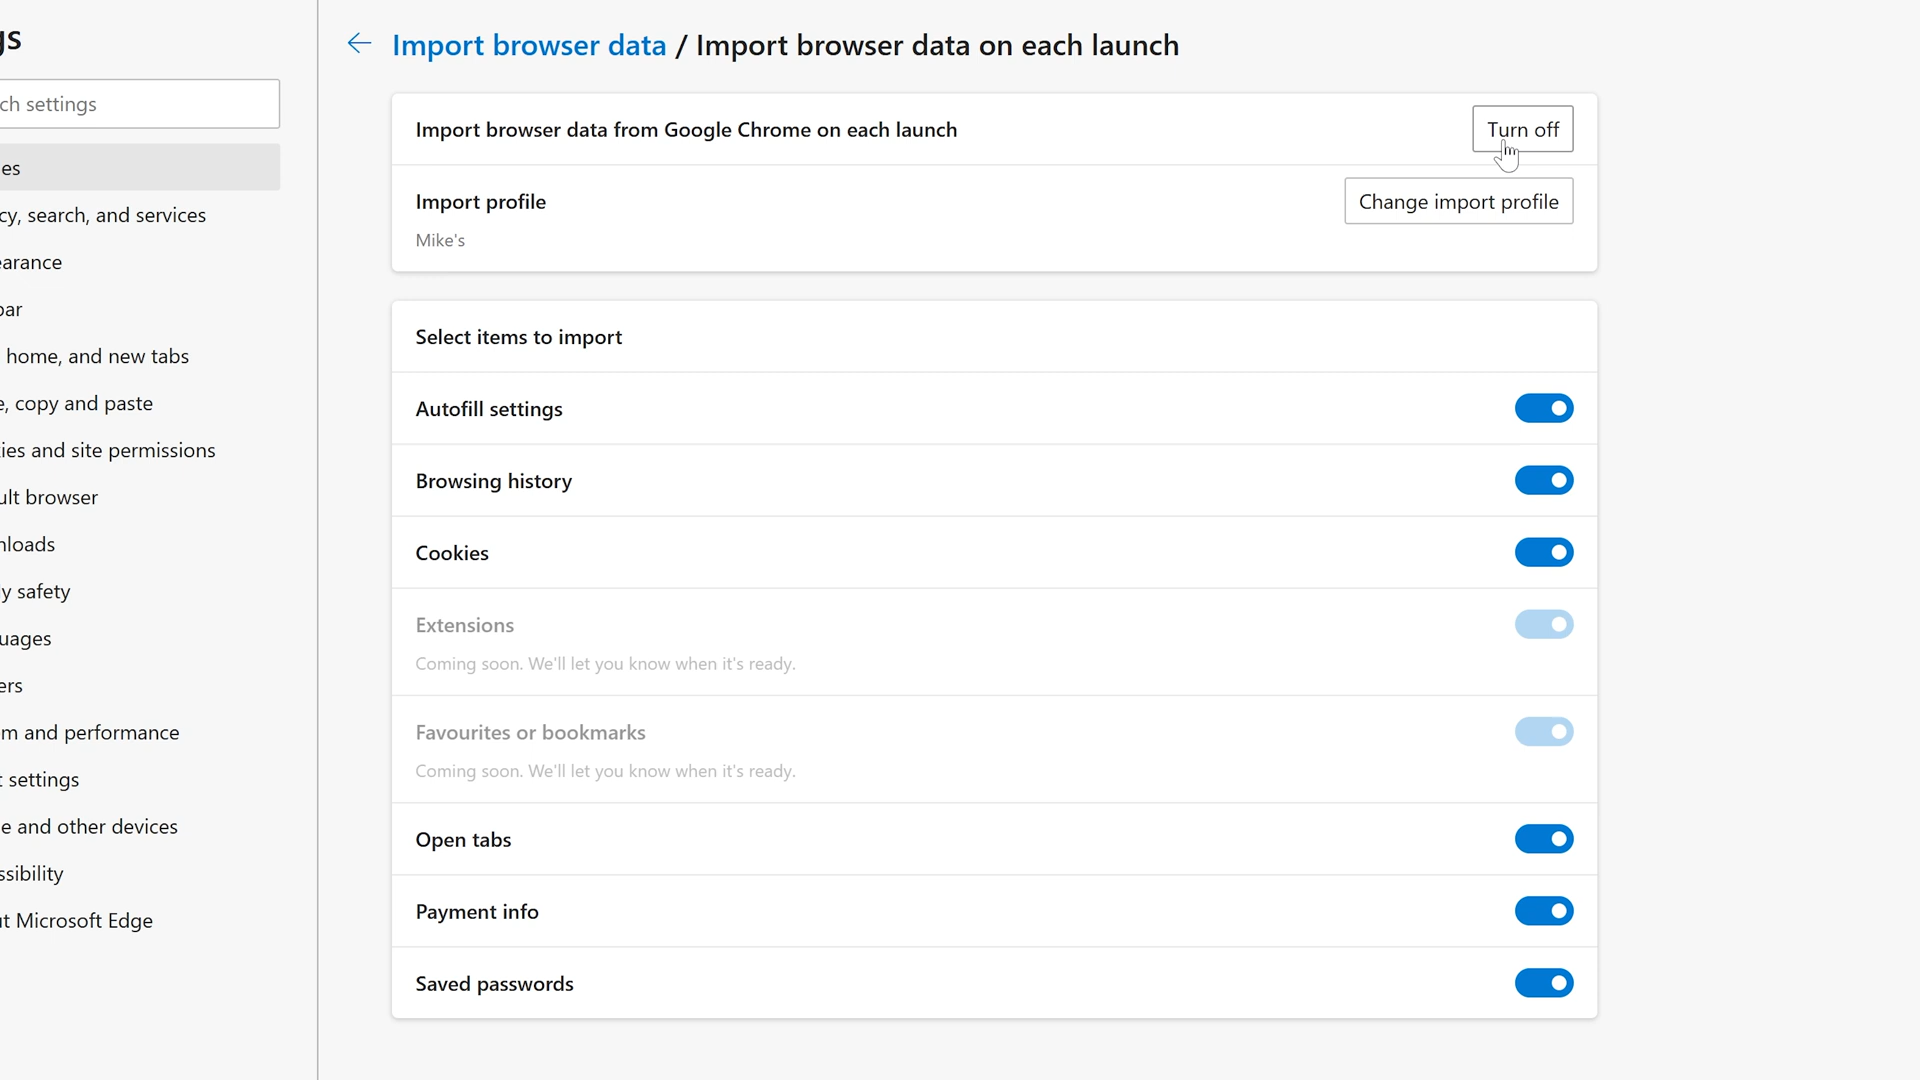 gs
Import browser data / Import browser data on each launch
ch settings
es
cy, search, and services
earance
bar
home, and new tabs
e, copy and paste
ies and site permissions
ult browser
nloads
y safety
uages
ers
m and performance
t settings
e and other devices
ssibility
t Microsoft Edge
Import browser data from Google Chrome on each launch
Turn off
Import profile
Change import profile
Mike's
Select items to import
Autofill settings
Browsing history
Cookies
Extensions
Coming soon. We'll let you know when it's ready.
Favourites or bookmarks
Coming soon. We'll let you know when it's ready.
Open tabs
Payment info
Saved passwords